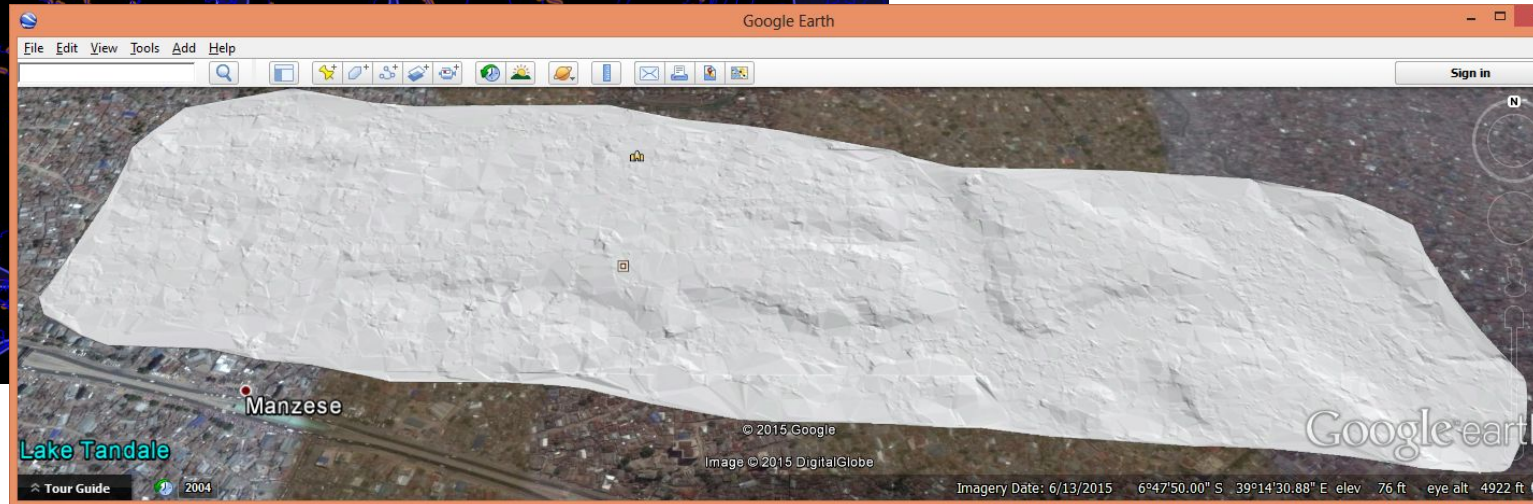 Google Earth
File Edit View Tools Add Help
Sign in
N
Manzese
Lake Tandale
© 2015 Google
Image © 2015 DigitalGlobe
Google earth
Tour Guide
2004
Imagery Date: 6/13/2015 6°47'50.00" S 39°14'30.88" E elev 76 ft eye alt 4922 ft